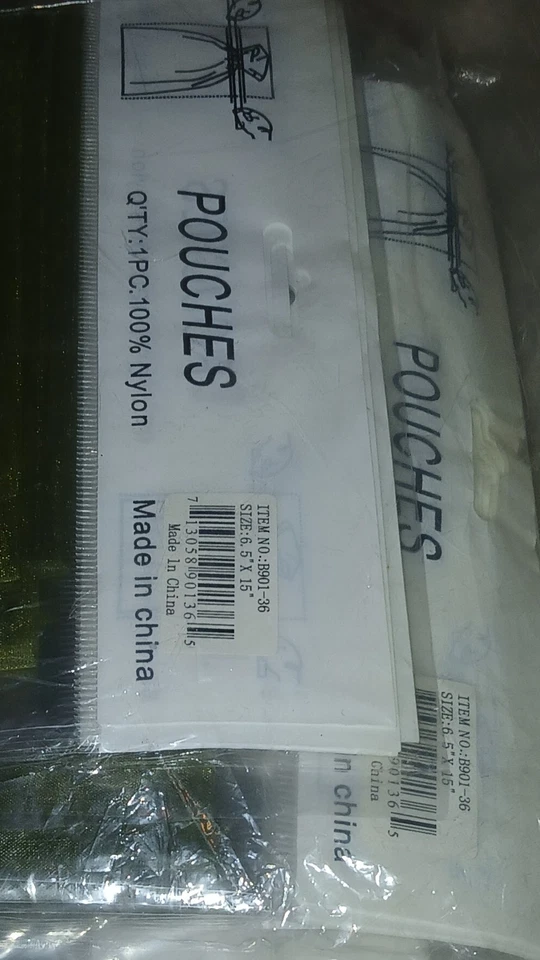 POUCHES
Q'TY:1PC.100% Nylon
Made in china
ITEM NO.:B901-36
SIZE:6.5"X 15"
7 13058 90136 5
Made In China
POUCHES
n china
ITEM NO.:B901-36
SIZE:6.5"X 15"
90136 5
China